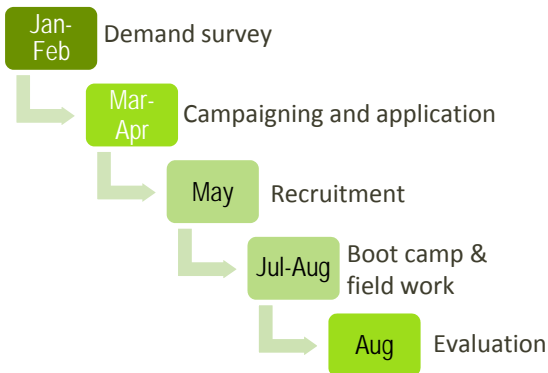 Jan-
Feb
Demand survey
Mar-
Apr
Campaigning and application
May
Recruitment
Jul-Aug
Boot camp &
field work
Aug
Evaluation